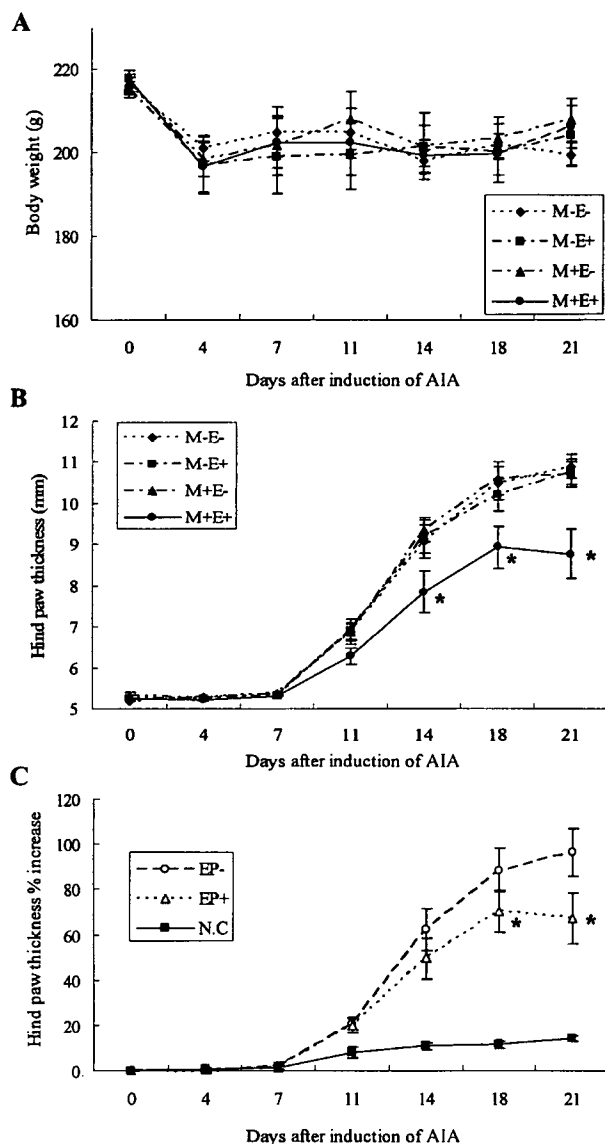 A
Body weight (g)
220
200
180
160
M-E-
M-E+
M+E-
M+E+
0 4 7 11 14 18 21
Days after induction of AIA
B
Hind paw thickness (mm)
12
11
10
9
8
7
6
5
M-E-
M-E+
M+E-
M+E+
*
*
*
0 4 7 11 14 18 21
Days after induction of AIA
C
Hind paw thickness % increase
120
100
80
60
40
20
0
EP-
EP+
N.C
*
*
0 4 7 11 14 18 21
Days after induction of AIA